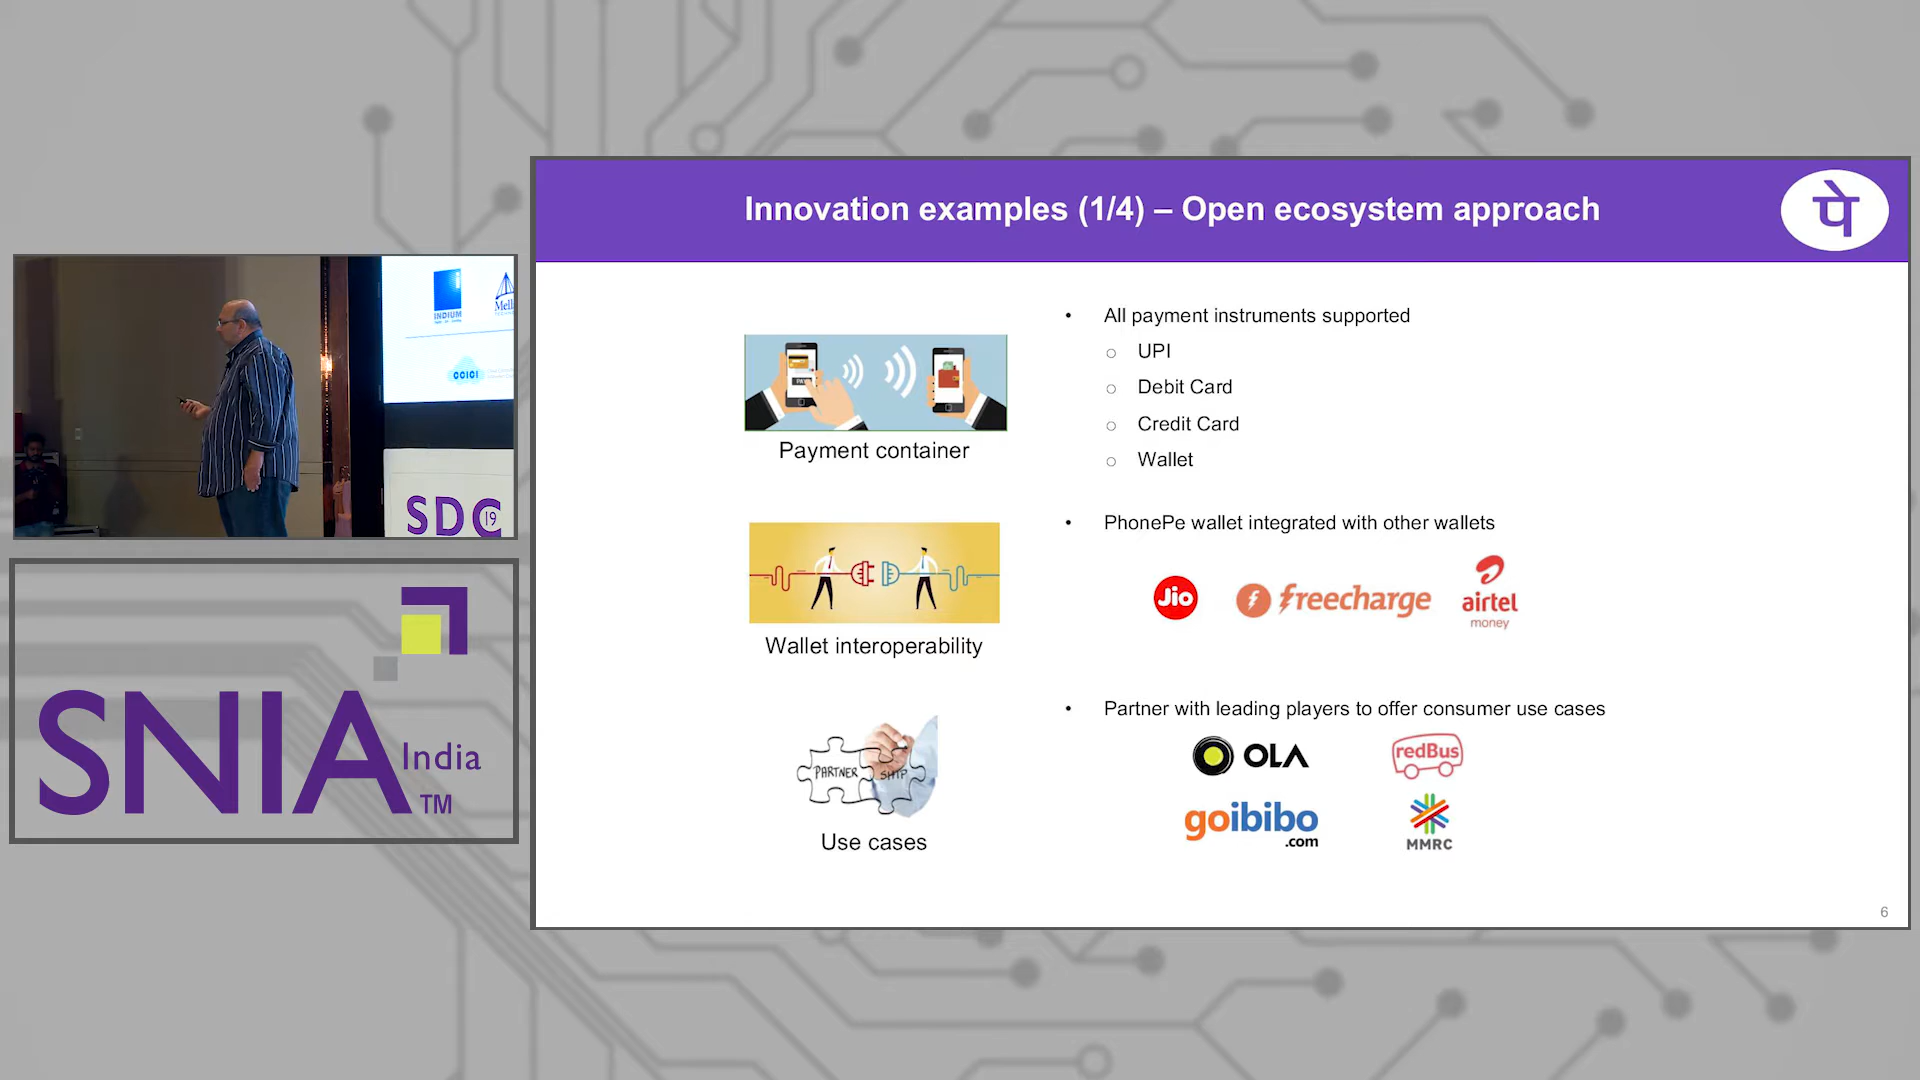 Innovation examples (1/4) – Open ecosystem approach
पे
INDIUM
CCICI
SDC
19
SNIA
India
TM
Payment container
• All payment instruments supported
○ UPI
○ Debit Card
○ Credit Card
○ Wallet
Wallet interoperability
• PhonePe wallet integrated with other wallets
Jio
freecharge
airtel
money
PARTNER SHIP
Use cases
• Partner with leading players to offer consumer use cases
OLA
redBus
goibibo
.com
MMRC
6